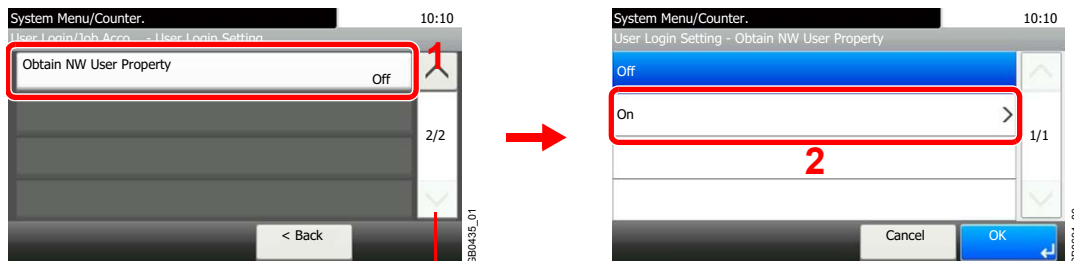 System Menu/Counter.
10:10
User Login/Job Acco... - User Login Setting
1
Obtain NW User Property
Off
2/2
< Back
GB0435_01
System Menu/Counter.
10:10
User Login Setting - Obtain NW User Property
Off
On
1/1
2
Cancel
OK